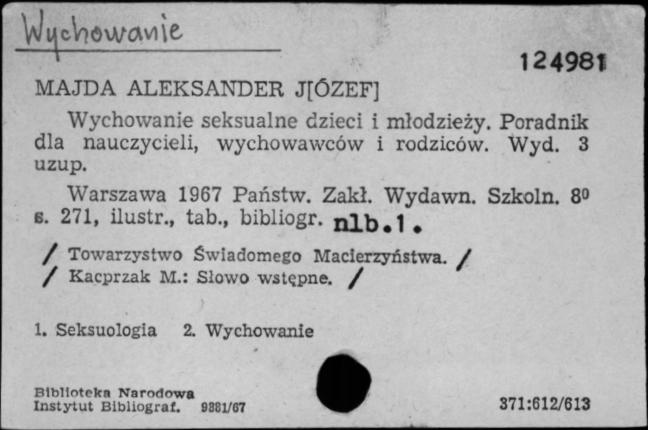 Wychowanie
124981
MAJDA ALEKSANDER J[ÓZEF]
Wychowanie seksualne dzieci i młodzieży. Poradnik
dla nauczycieli, wychowawców i rodziców. Wyd. 3
uzup.
Warszawa 1967 Państw. Zakł. Wydawn. Szkoln. 8⁰
s. 271, ilustr., tab., bibliogr. nlb.1.
/ Towarzystwo Świadomego Macierzyństwa. /
/ Kacprzak M.: Słowo wstępne. /
1. Seksuologia 2. Wychowanie
Biblioteka Narodowa
Instytut Bibliograf. 9881/67
371:612/613